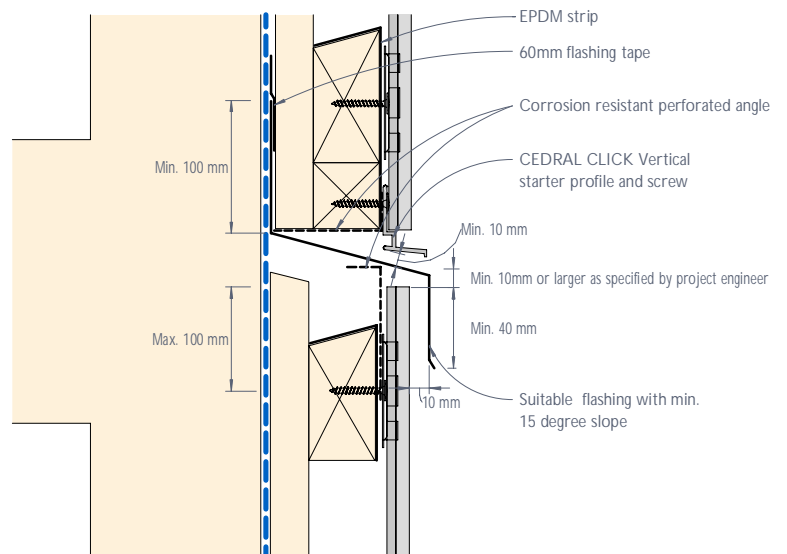 EPDM strip
60mm flashing tape
Corrosion resistant perforated angle
CEDRAL CLICK Vertical
starter profile and screw
Min. 100 mm
Min. 10 mm
Min. 10mm or larger as specified by project engineer
Min. 40 mm
Max. 100 mm
10 mm
Suitable flashing with min.
15 degree slope